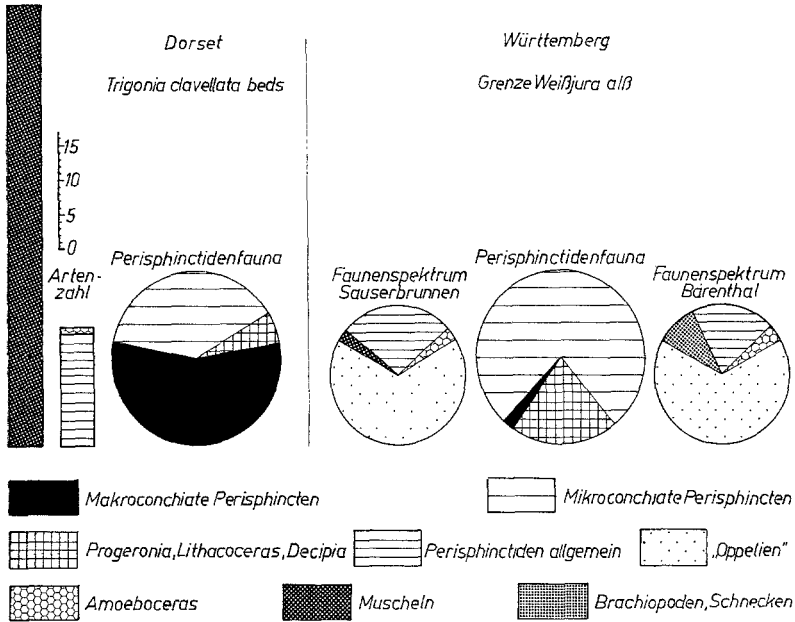 Dorset
Trigonia clavellata beds
Württemberg
Grenze Weißjura α/β
15
10
5
0
Arten-
zahl
Perisphinctidenfauna
Faunenspektrum
Sauserbrunnen
Perisphinctidenfauna
Faunenspektrum
Bärenthal
Makroconchiate Perisphincten
Mikroconchiate Perisphincten
Progeronia, Lithacoceras, Decipia
Perisphinctiden allgemein
„Oppelien“
Amoeboceras
Muscheln
Brachiopoden, Schnecken